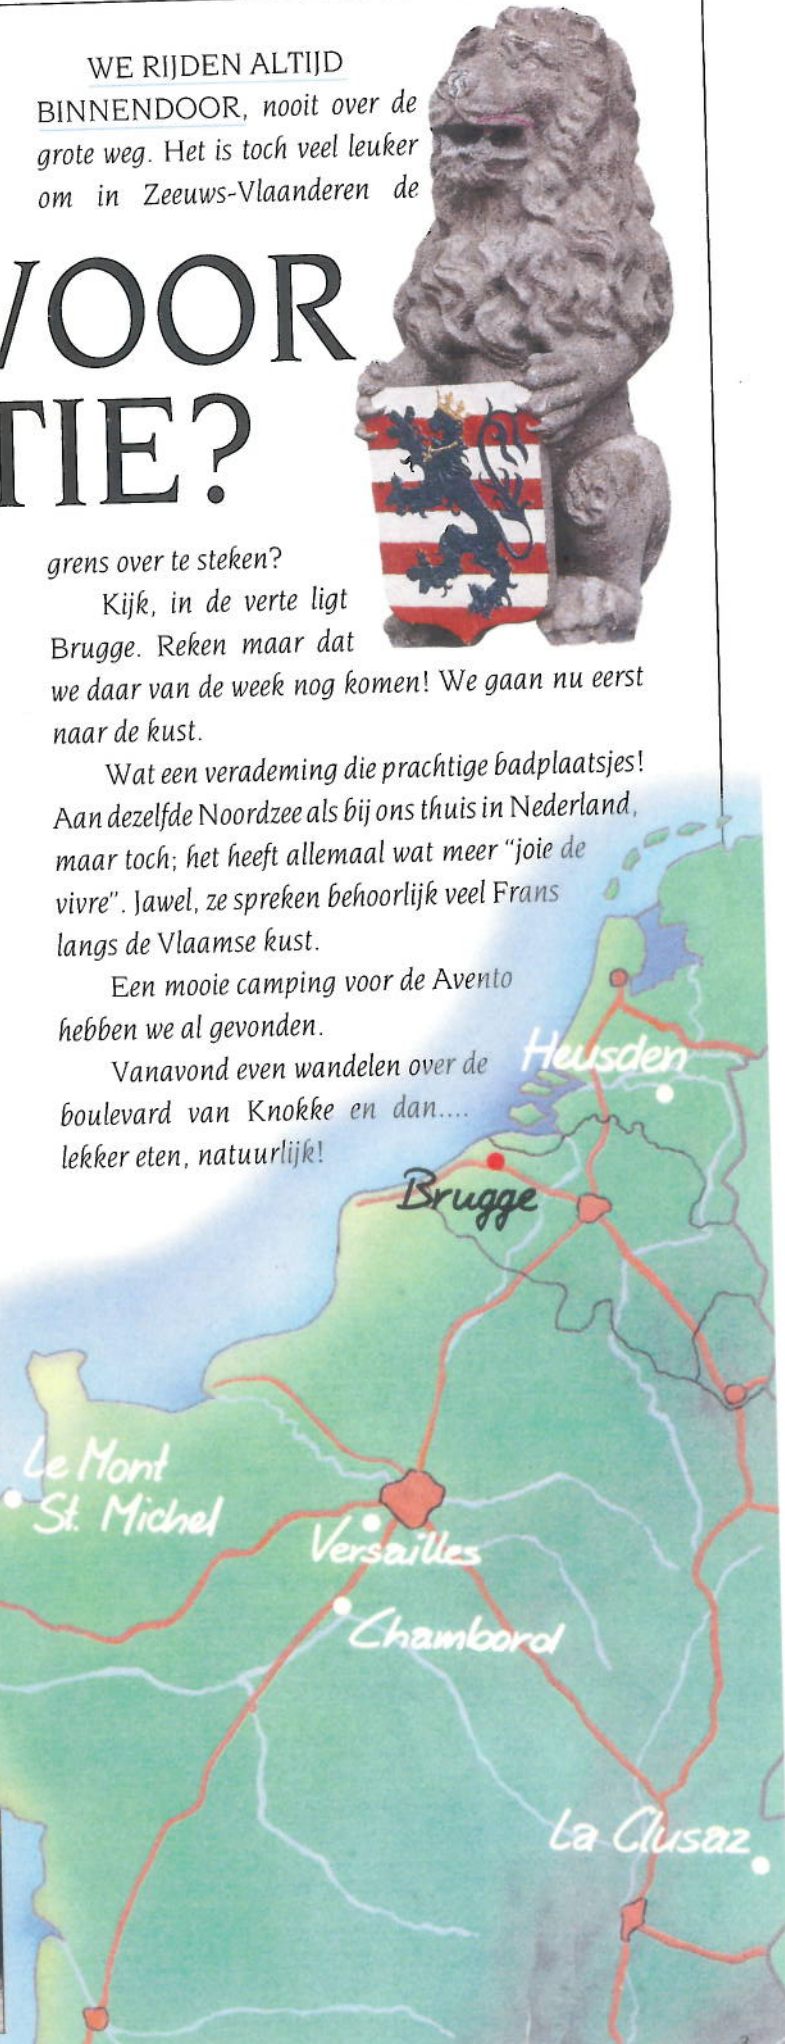 WE RIJDEN ALTIJD
BINNENDOOR, nooit over de
grote weg. Het is toch veel leuker
om in Zeeuws-Vlaanderen de
VOOR
TIE?
grens over te steken?
Kijk, in de verte ligt
Brugge. Reken maar dat
we daar van de week nog komen! We gaan nu eerst
naar de kust.
Wat een verademing die prachtige badplaatsjes!
Aan dezelfde Noordzee als bij ons thuis in Nederland,
maar toch; het heeft allemaal wat meer “joie de
vivre”. Jawel, ze spreken behoorlijk veel Frans
langs de Vlaamse kust.
Een mooie camping voor de Avento
hebben we al gevonden.
Vanavond even wandelen over de
boulevard van Knokke en dan....
lekker eten, natuurlijk!
Heusden
Brugge
Le Mont
St. Michel
Versailles
Chambord
La Clusaz